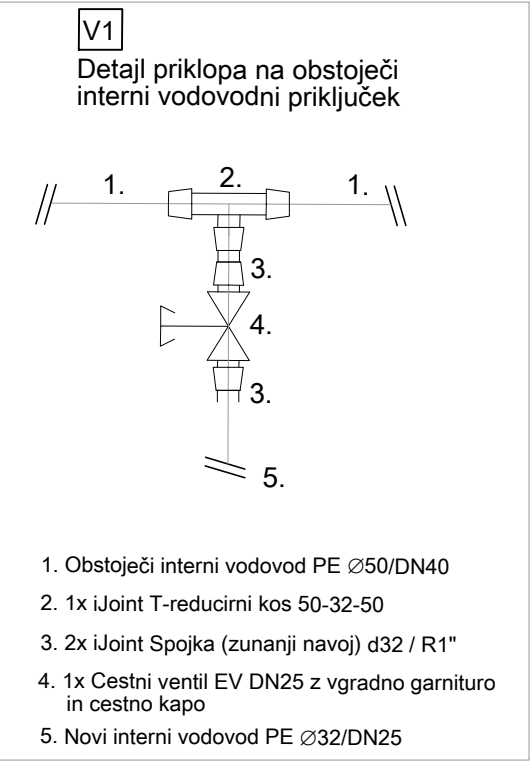 V1
Detajl priklopa na obstoječi
interni vodovodni priključek
1.
2.
1.
3.
4.
3.
5.
1. Obstoječi interni vodovod PE ∅50/DN40
2. 1x iJoint T-reducirni kos 50-32-50
3. 2x iJoint Spojka (zunanji navoj) d32 / R1"
4. 1x Cestni ventil EV DN25 z vgradno garnituro
in cestno kapo
5. Novi interni vodovod PE ∅32/DN25